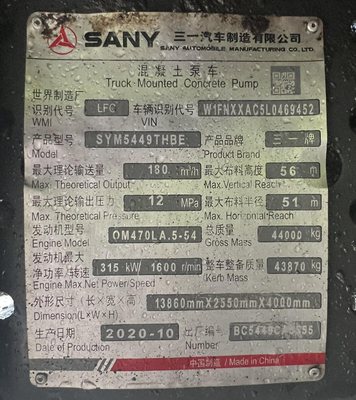 SANY 三一汽车制造有限公司
SANY AUTOMOBILE MANUFACTURING CO.,LTD.
混凝土泵车
Truck Mounted Concrete Pump
世界制造厂
识别代号 LFC 车辆识别代号 W1FNXXAC5L0469452
WMI VIN
产品型号 SYM5449THBE 产品品牌 三一牌
Model Product Brand
最大理论输送量 180 m³/h 最大布料高度 56 m
Max. Theoretical Output Max.Vertical Reach
最大理论输出压力 12 MPa 最大布料半径 51 m
Max. Theoretical Pressure Max. Horizontal Reach
发动机型号 OM470LA.5-54 总质量 44000 kg
Engine Model Gross Mass
发动机最大
净功率/转速 315 kW/ 1600 r/min 整车整备质量 43870 kg
Engine Max. Net Power/Speed Kerb Mass
外形尺寸 (长×宽×高) 13860mmX2550mmX4000mm
Dimension(L×W×H)
生产日期 2020-10 出厂编号
Date of Production Number
中国制造 / Made in China